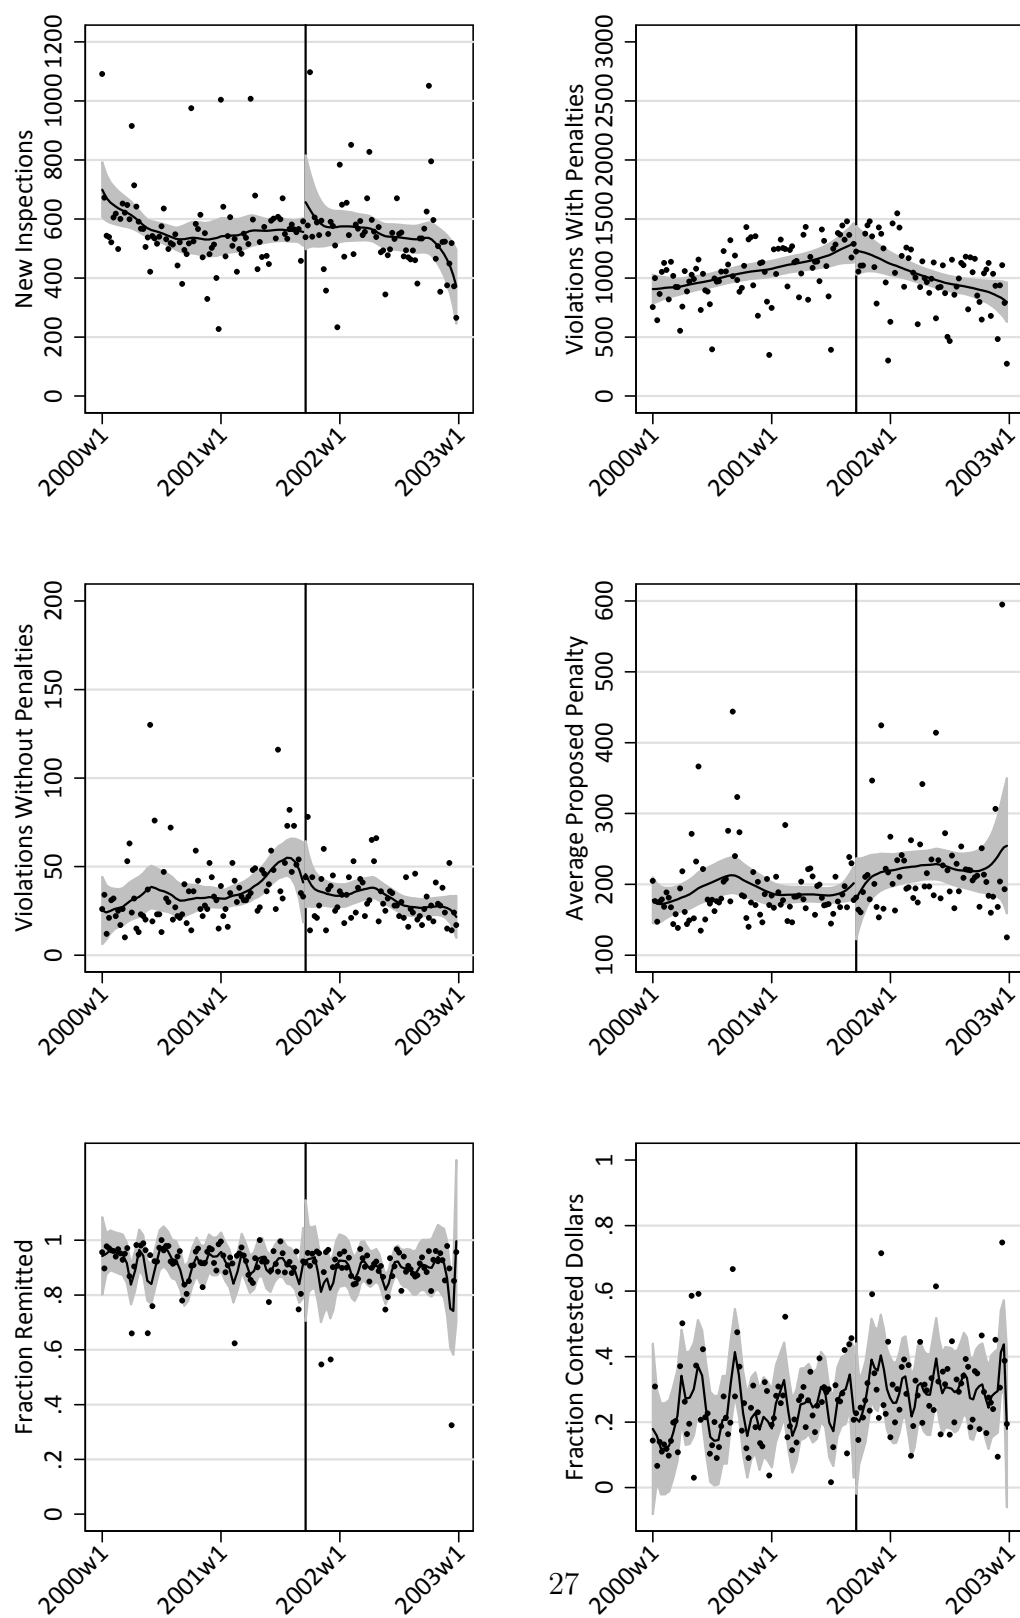 New Inspections
0 200 400 600 800 1000 1200
2000w1 2001w1 2002w1 2003w1
Violations With Penalties
0 500 1000 1500 2000 2500 3000
2000w1 2001w1 2002w1 2003w1
Violations Without Penalties
0 50 100 150 200
2000w1 2001w1 2002w1 2003w1
Average Proposed Penalty
100 200 300 400 500 600
2000w1 2001w1 2002w1 2003w1
Fraction Remitted
0 .2 .4 .6 .8 1
2000w1 2001w1 2002w1 2003w1
Fraction Contested Dollars
0 .2 .4 .6 .8 1
2000w1 2001w1 2002w1 2003w1
27